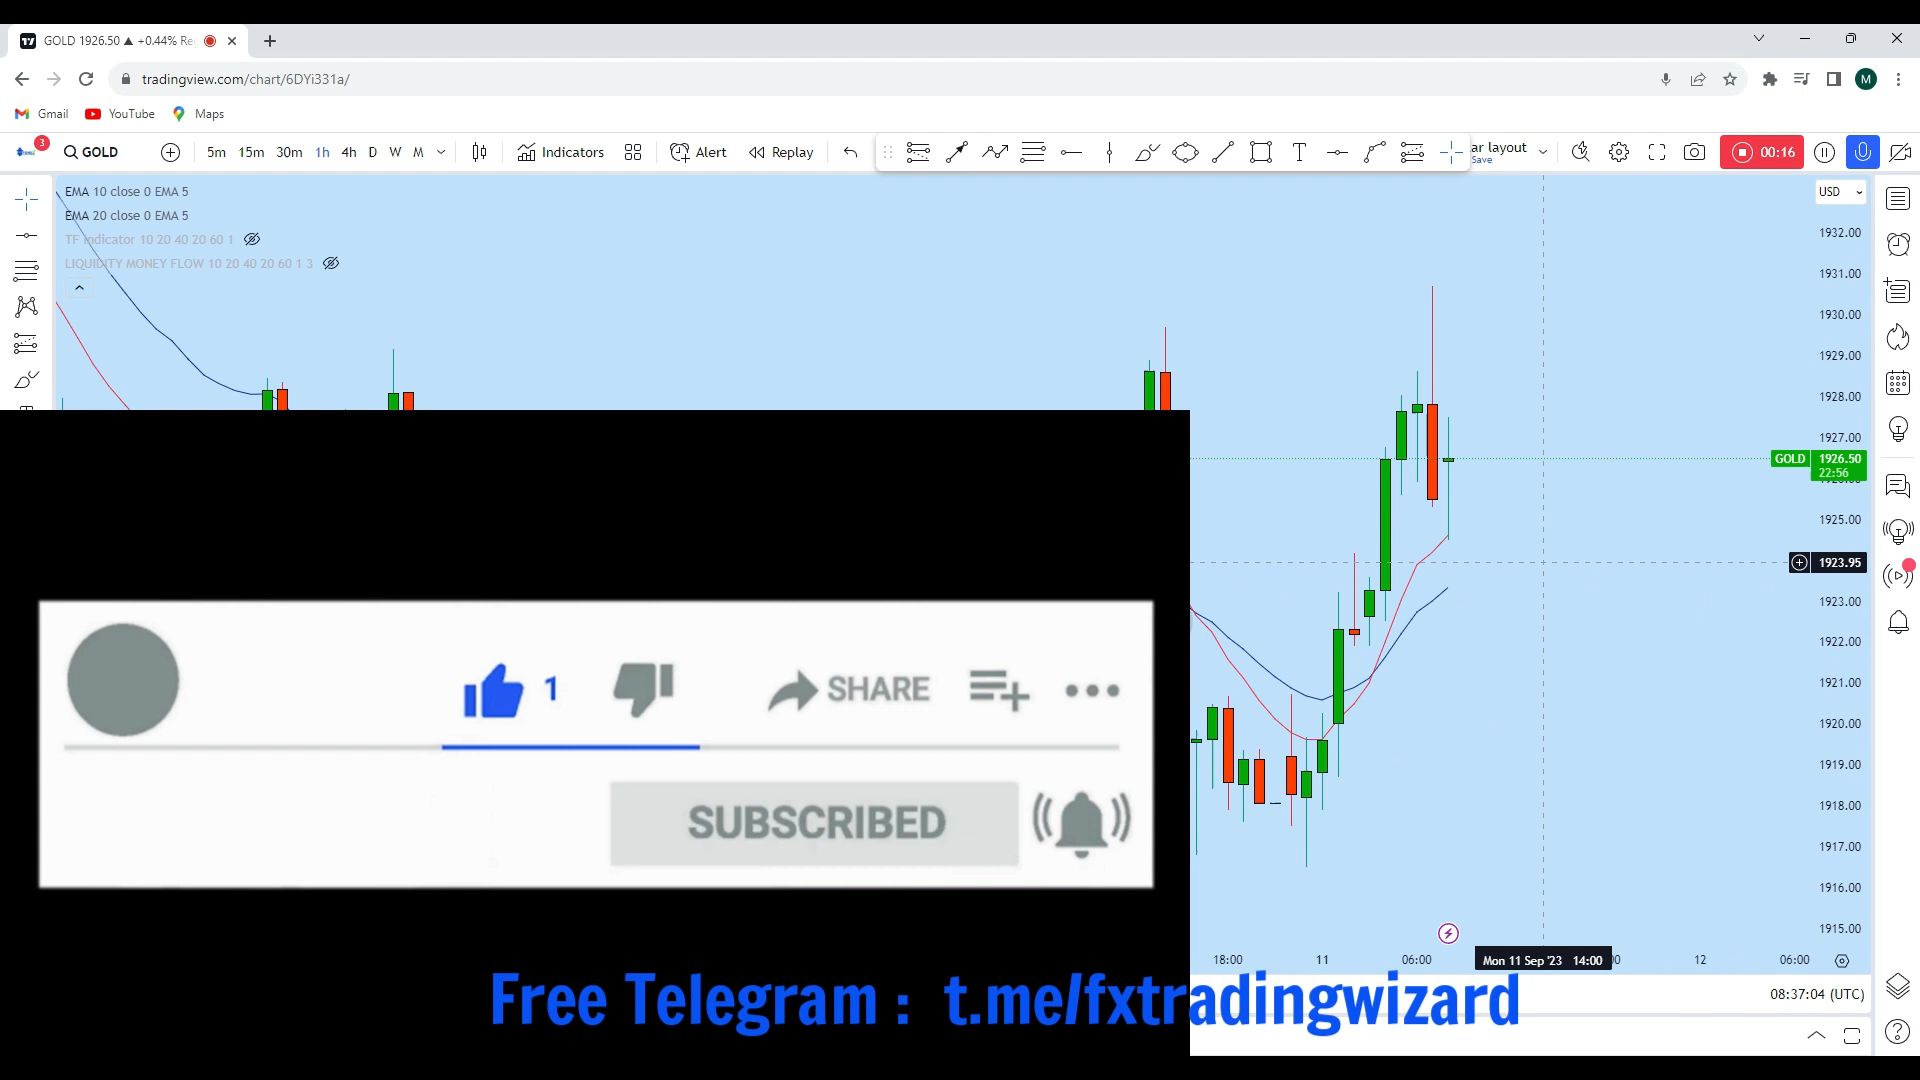 GOLD 1926.50 ▲ +0.44% Re
tradingview.com/chart/6DYi331a/
M
Gmail YouTube Maps
3
GOLD 5m 15m 30m 1h 4h D W M Indicators Alert Replay T ar layout 00:16
Save
EMA 10 close 0 EMA 5
EMA 20 close 0 EMA 5
TF Indicator 10 20 40 20 60 1
LIQUIDITY MONEY FLOW 10 20 40 20 60 1 3
USD
1932.00
1931.00
1930.00
1929.00
1928.00
1927.00
GOLD 1926.50
22:56
1925.00
1923.95
1923.00
1922.00
1921.00
1920.00
1919.00
1918.00
1917.00
1916.00
1915.00
1 SHARE
SUBSCRIBED
18:00 11 06:00 Mon 11 Sep '23 14:00 12 06:00
Free Telegram : t.me/fxtradingwizard
08:37:04 (UTC)